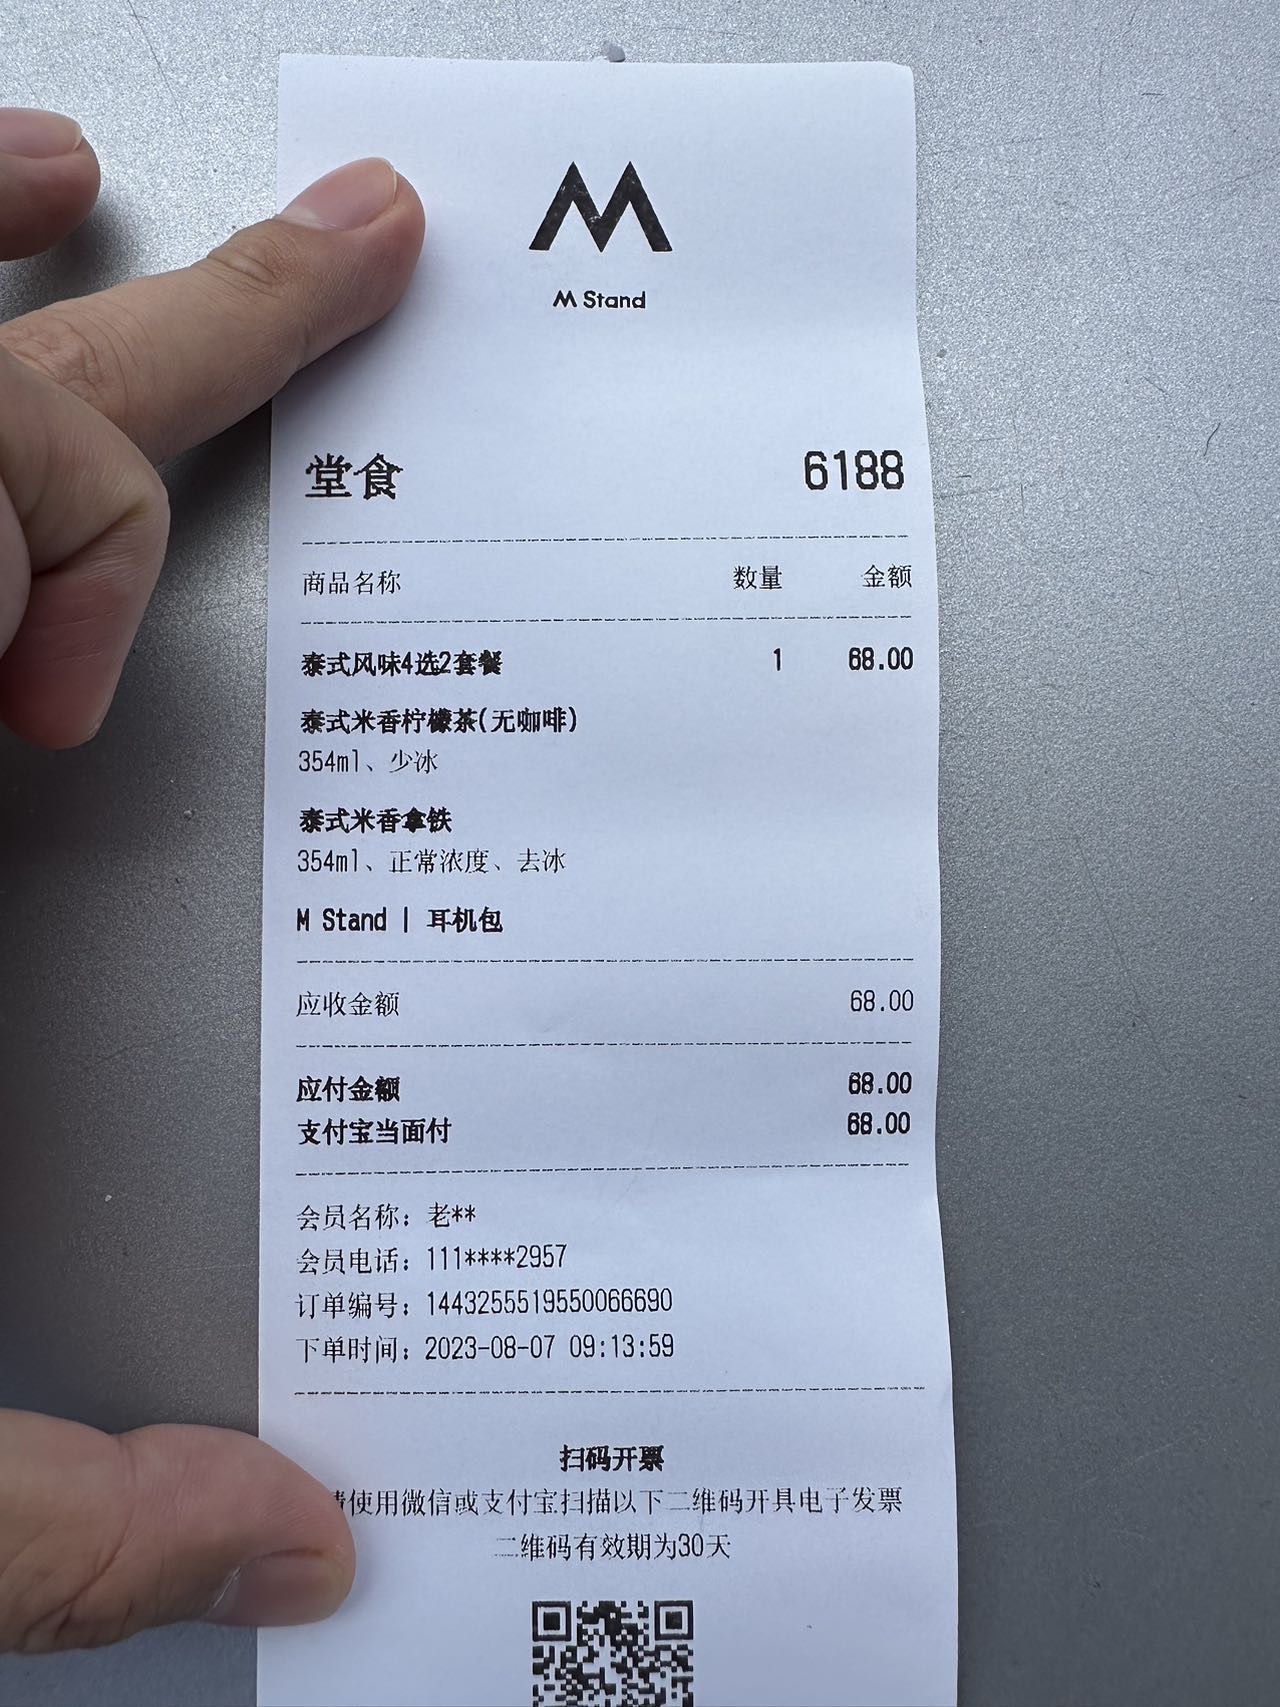 M Stand
堂食 6188
商品名称 数量 金额
泰式风味4选2套餐 1 68.00
泰式米香柠檬茶(无咖啡)
354ml、少冰
泰式米香拿铁
354ml、正常浓度、去冰
M Stand | 耳机包
应收金额 68.00
应付金额 68.00
支付宝当面付 68.00
会员名称：老**
会员电话：111****2957
订单编号：1443255519550066690
下单时间：2023-08-07 09:13:59
扫码开票
使用微信或支付宝扫描以下二维码开具电子发票
二维码有效期为30天